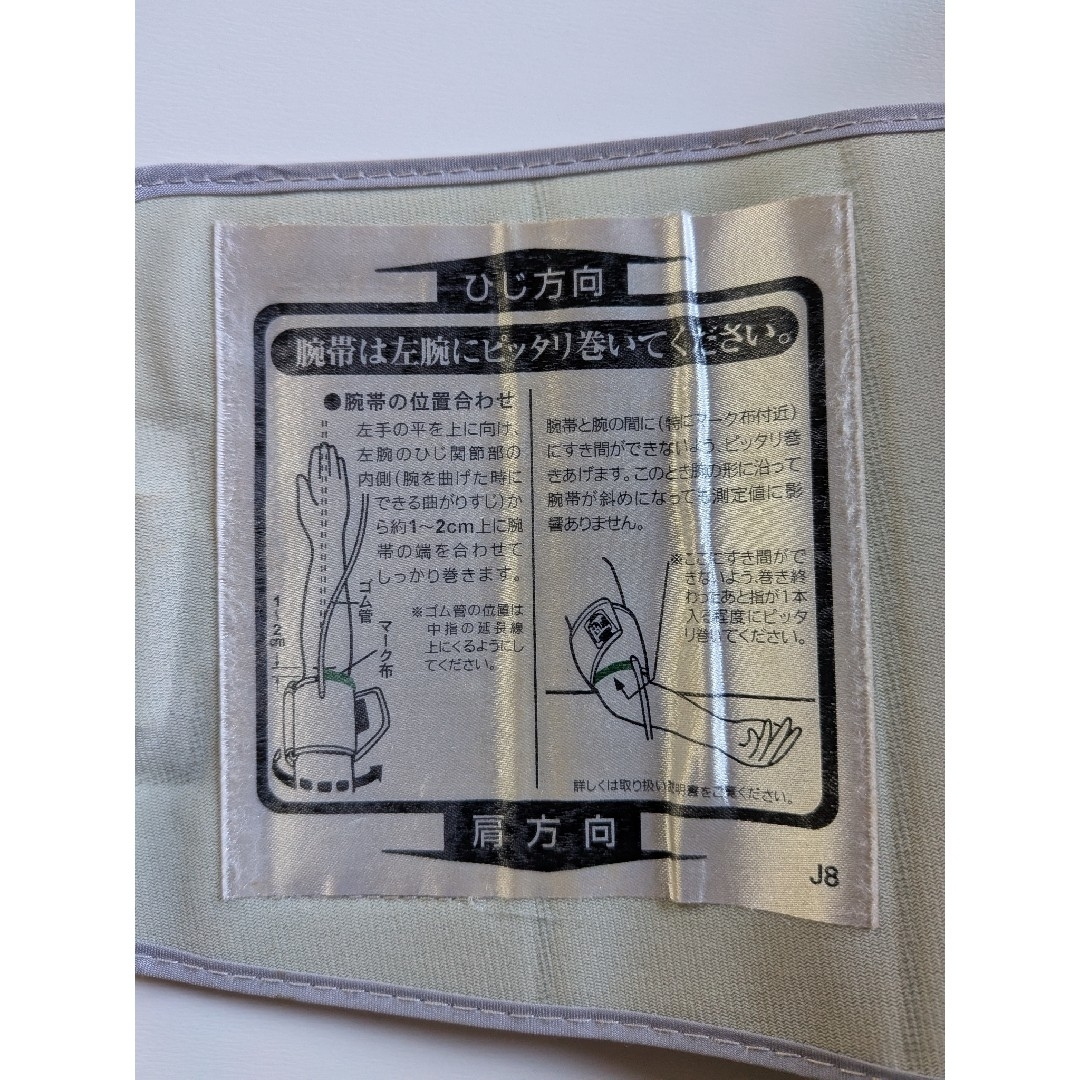 ひじ方向
腕帯は左腕にピッタリ巻いてください。
●腕帯の位置合わせ
左手の平を上に向け、
左腕のひじ関節部の
内側(腕を曲げた時に
できる曲がりすじ)か
ら約1～2cm上に腕
帯の端を合わせて
しっかり巻きます。
※ゴム管の位置は
中指の延長線
上にくるようにし
てください。
ゴム管
マーク布
1～2cm
腕帯と腕の間に(特にマーク布付近)
にすき間ができないよう、ピッタリ巻
きあげます。このとき腕の形に沿って
腕帯が斜めになっても測定値に影
響ありません。
※ここにすき間がで
きないよう、巻き終
わったあと指が1本
入る程度にピッタ
リ巻いてください。
詳しくは取り扱い説明書をご覧ください。
肩方向
J8